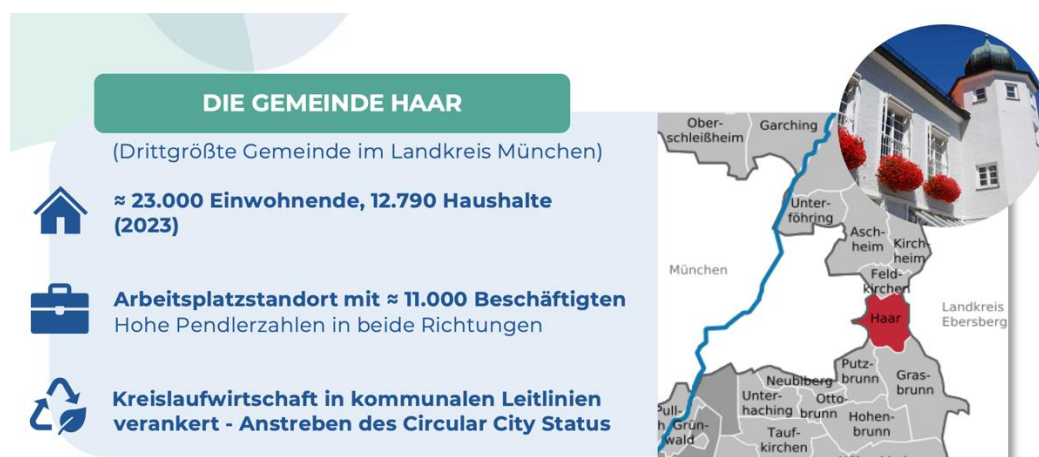 DIE GEMEINDE HAAR
(Drittgrößte Gemeinde im Landkreis München)
≈ 23.000 Einwohnende, 12.790 Haushalte
(2023)
Arbeitsplatzstandort mit ≈ 11.000 Beschäftigten
Hohe Pendlerzahlen in beide Richtungen
Kreislaufwirtschaft in kommunalen Leitlinien
verankert - Anstreben des Circular City Status
Ober-
schleißheim
Garching
Unter-
föhring
Asch-
heim
Kirch-
heim
Feld-
kirchen
München
Haar
Landkreis
Ebersberg
Putz-
brunn
Gras-
brunn
Neubiberg
Unter-
haching
Otto-
brunn
Hohen-
brunn
Grün-
wald
Tauf-
kirchen
Pull-